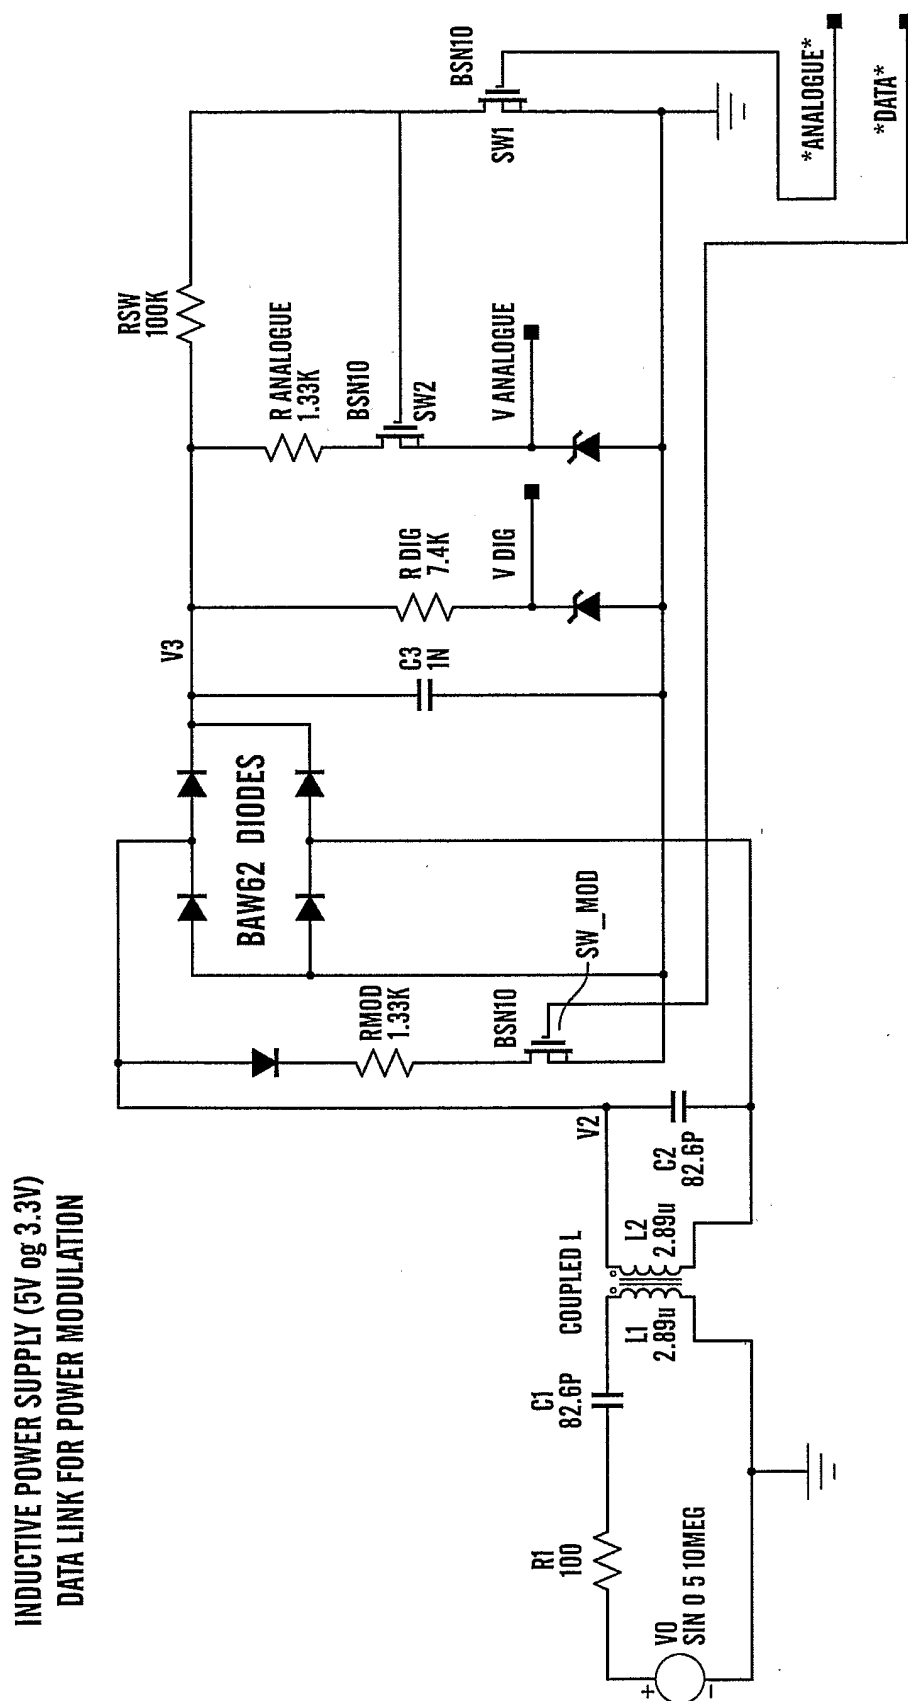 INDUCTIVE POWER SUPPLY (5V og 3.3V)
DATA LINK FOR POWER MODULATION
V0
SIN 0 5 10MEG
+
-
R1
100
C1
82.6P
COUPLED L
L1
2.89u
L2
2.89u
V2
C2
82.6P
RMOD
1.33K
BSN10
SW_MOD
BAW62 DIODES
V3
C3
1N
R DIG
7.4K
V DIG
R ANALOGUE
1.33K
BSN10
SW2
V ANALOGUE
RSW
100K
BSN10
SW1
*ANALOGUE*
*DATA*